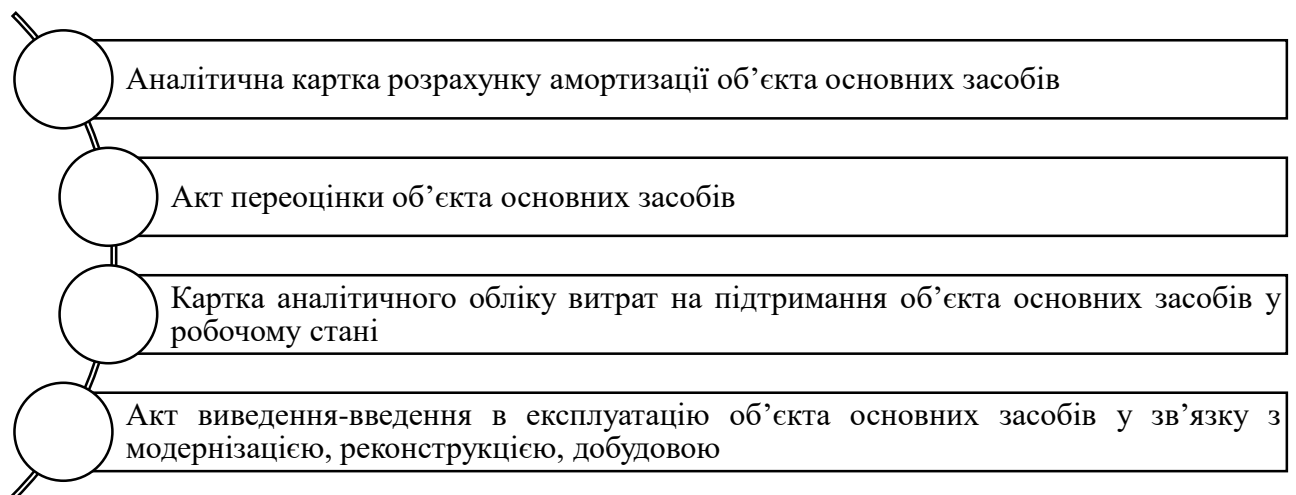 Аналітична картка розрахунку амортизації об’єкта основних засобів
Акт переоцінки об’єкта основних засобів
Картка аналітичного обліку витрат на підтримання об’єкта основних засобів у
робочому стані
Акт виведення-введення в експлуатацію об’єкта основних засобів у зв’язку з
модернізацією, реконструкцією, добудовою